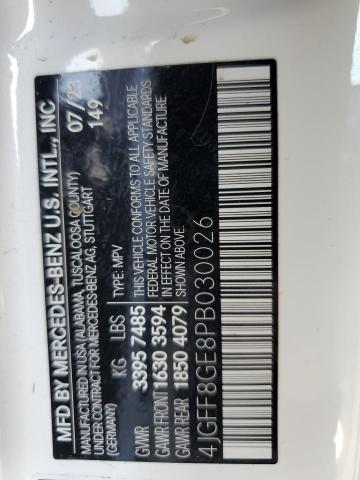 MFD BY MERCEDES-BENZ U.S. INTL., INC
MANUFACTURED IN USA (ALABAMA, TUSCALOOSA COUNTY) 07/23
UNDER CONTRACT FOR MERCEDES-BENZ AG, STUTTGART 149
(GERMANY)
KG LBS TYPE: MPV
GVWR 3395 7485 THIS VEHICLE CONFORMS TO ALL APPLICABLE
GAWR FRONT 1630 3594 FEDERAL MOTOR VEHICLE SAFETY STANDARDS
GAWR REAR 1850 4079 IN EFFECT ON THE DATE OF MANUFACTURE
SHOWN ABOVE.
4JGFF8GE8PB030026